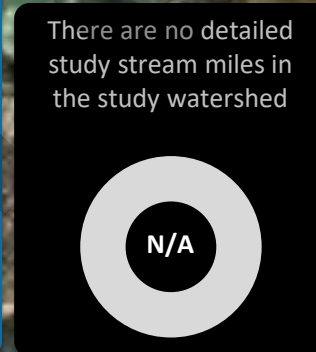 There are no detailed
study stream miles in
the study watershed
N/A